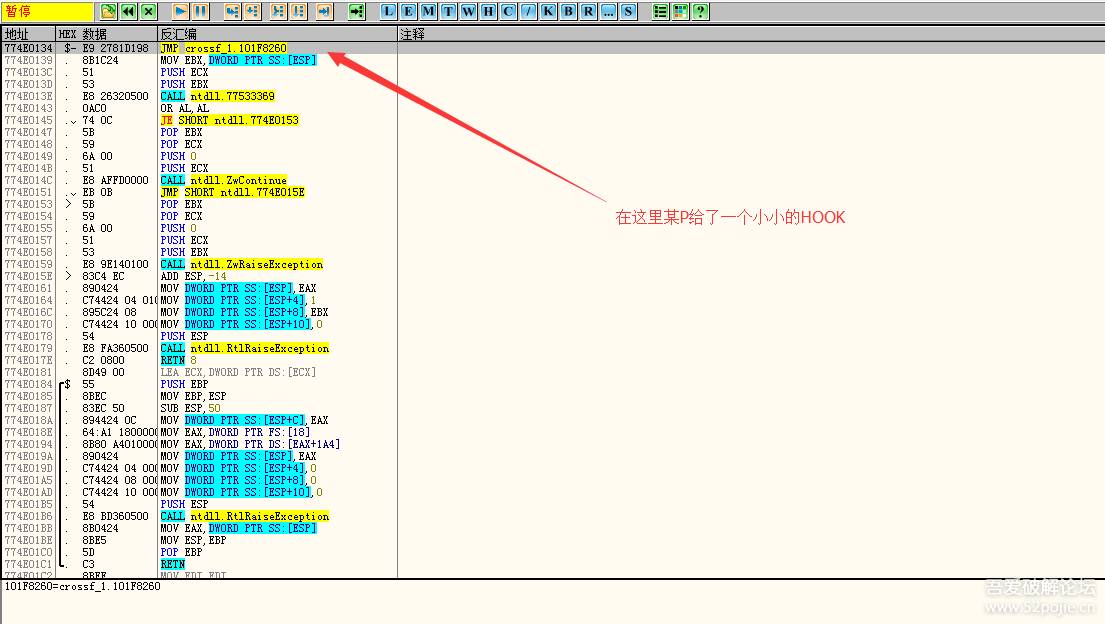 暂停 L E M T W H C / K B R ... S ?
地址 HEX 数据 反汇编 注释
774E0134 $- E9 2781D198 JMP crossf_1.101F8260
774E0139 . 8B1C24 MOV EBX,DWORD PTR SS:[ESP]
774E013C . 51 PUSH ECX
774E013D . 53 PUSH EBX
774E013E . E8 26320500 CALL ntdll.77533369
774E0143 . 0AC0 OR AL,AL
774E0145 .v 74 0C JE SHORT ntdll.774E0153
774E0147 . 5B POP EBX
774E0148 . 59 POP ECX
774E0149 . 6A 00 PUSH 0
774E014B . 51 PUSH ECX
774E014C . E8 AFFD0000 CALL ntdll.ZwContinue
774E0151 .v EB 0B JMP SHORT ntdll.774E015E
774E0153 > 5B POP EBX
774E0154 . 59 POP ECX
774E0155 . 6A 00 PUSH 0
774E0157 . 51 PUSH ECX
774E0158 . 53 PUSH EBX
774E0159 . E8 9E140100 CALL ntdll.ZwRaiseException
774E015E > 83C4 EC ADD ESP,-14
774E0161 . 890424 MOV DWORD PTR SS:[ESP],EAX
774E0164 . C74424 04 010 MOV DWORD PTR SS:[ESP+4],1
774E016C . 895C24 08 MOV DWORD PTR SS:[ESP+8],EBX
774E0170 . C74424 10 000 MOV DWORD PTR SS:[ESP+10],0
774E0178 . 54 PUSH ESP
774E0179 . E8 FA360500 CALL ntdll.RtlRaiseException
774E017E . C2 0800 RETN 8
774E0181 8D49 00 LEA ECX,DWORD PTR DS:[ECX]
774E0184 $ 55 PUSH EBP
774E0185 . 8BEC MOV EBP,ESP
774E0187 . 83EC 50 SUB ESP,50
774E018A . 894424 0C MOV DWORD PTR SS:[ESP+C],EAX
774E018E . 64:A1 1800000 MOV EAX,DWORD PTR FS:[18]
774E0194 . 8B80 A4010000 MOV EAX,DWORD PTR DS:[EAX+1A4]
774E019A . 890424 MOV DWORD PTR SS:[ESP],EAX
774E019D . C74424 04 000 MOV DWORD PTR SS:[ESP+4],0
774E01A5 . C74424 08 000 MOV DWORD PTR SS:[ESP+8],0
774E01AD . C74424 10 000 MOV DWORD PTR SS:[ESP+10],0
774E01B5 . 54 PUSH ESP
774E01B6 . E8 BD360500 CALL ntdll.RtlRaiseException
774E01BB . 8B0424 MOV EAX,DWORD PTR SS:[ESP]
774E01BE . 8BE5 MOV ESP,EBP
774E01C0 . 5D POP EBP
774E01C1 . C3 RETN
774E01C2 8BFF MOV EDI,EDI
在这里某P给了一个小小的HOOK
101F8260=crossf_1.101F8260
吾爱破解论坛
www.52pojie.cn